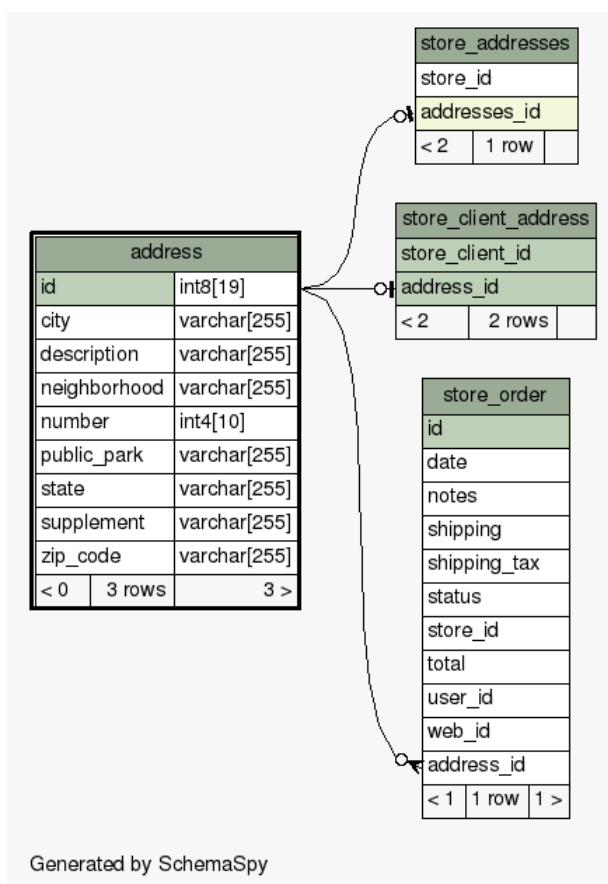 store_addresses
store_id
addresses_id
< 2 1 row
address
id int8[19]
city varchar[255]
description varchar[255]
neighborhood varchar[255]
number int4[10]
public_park varchar[255]
state varchar[255]
supplement varchar[255]
zip_code varchar[255]
< 0 3 rows 3 >
store_client_address
store_client_id
address_id
< 2 2 rows
store_order
id
date
notes
shipping
shipping_tax
status
store_id
total
user_id
web_id
address_id
< 1 1 row 1 >
Generated by SchemaSpy